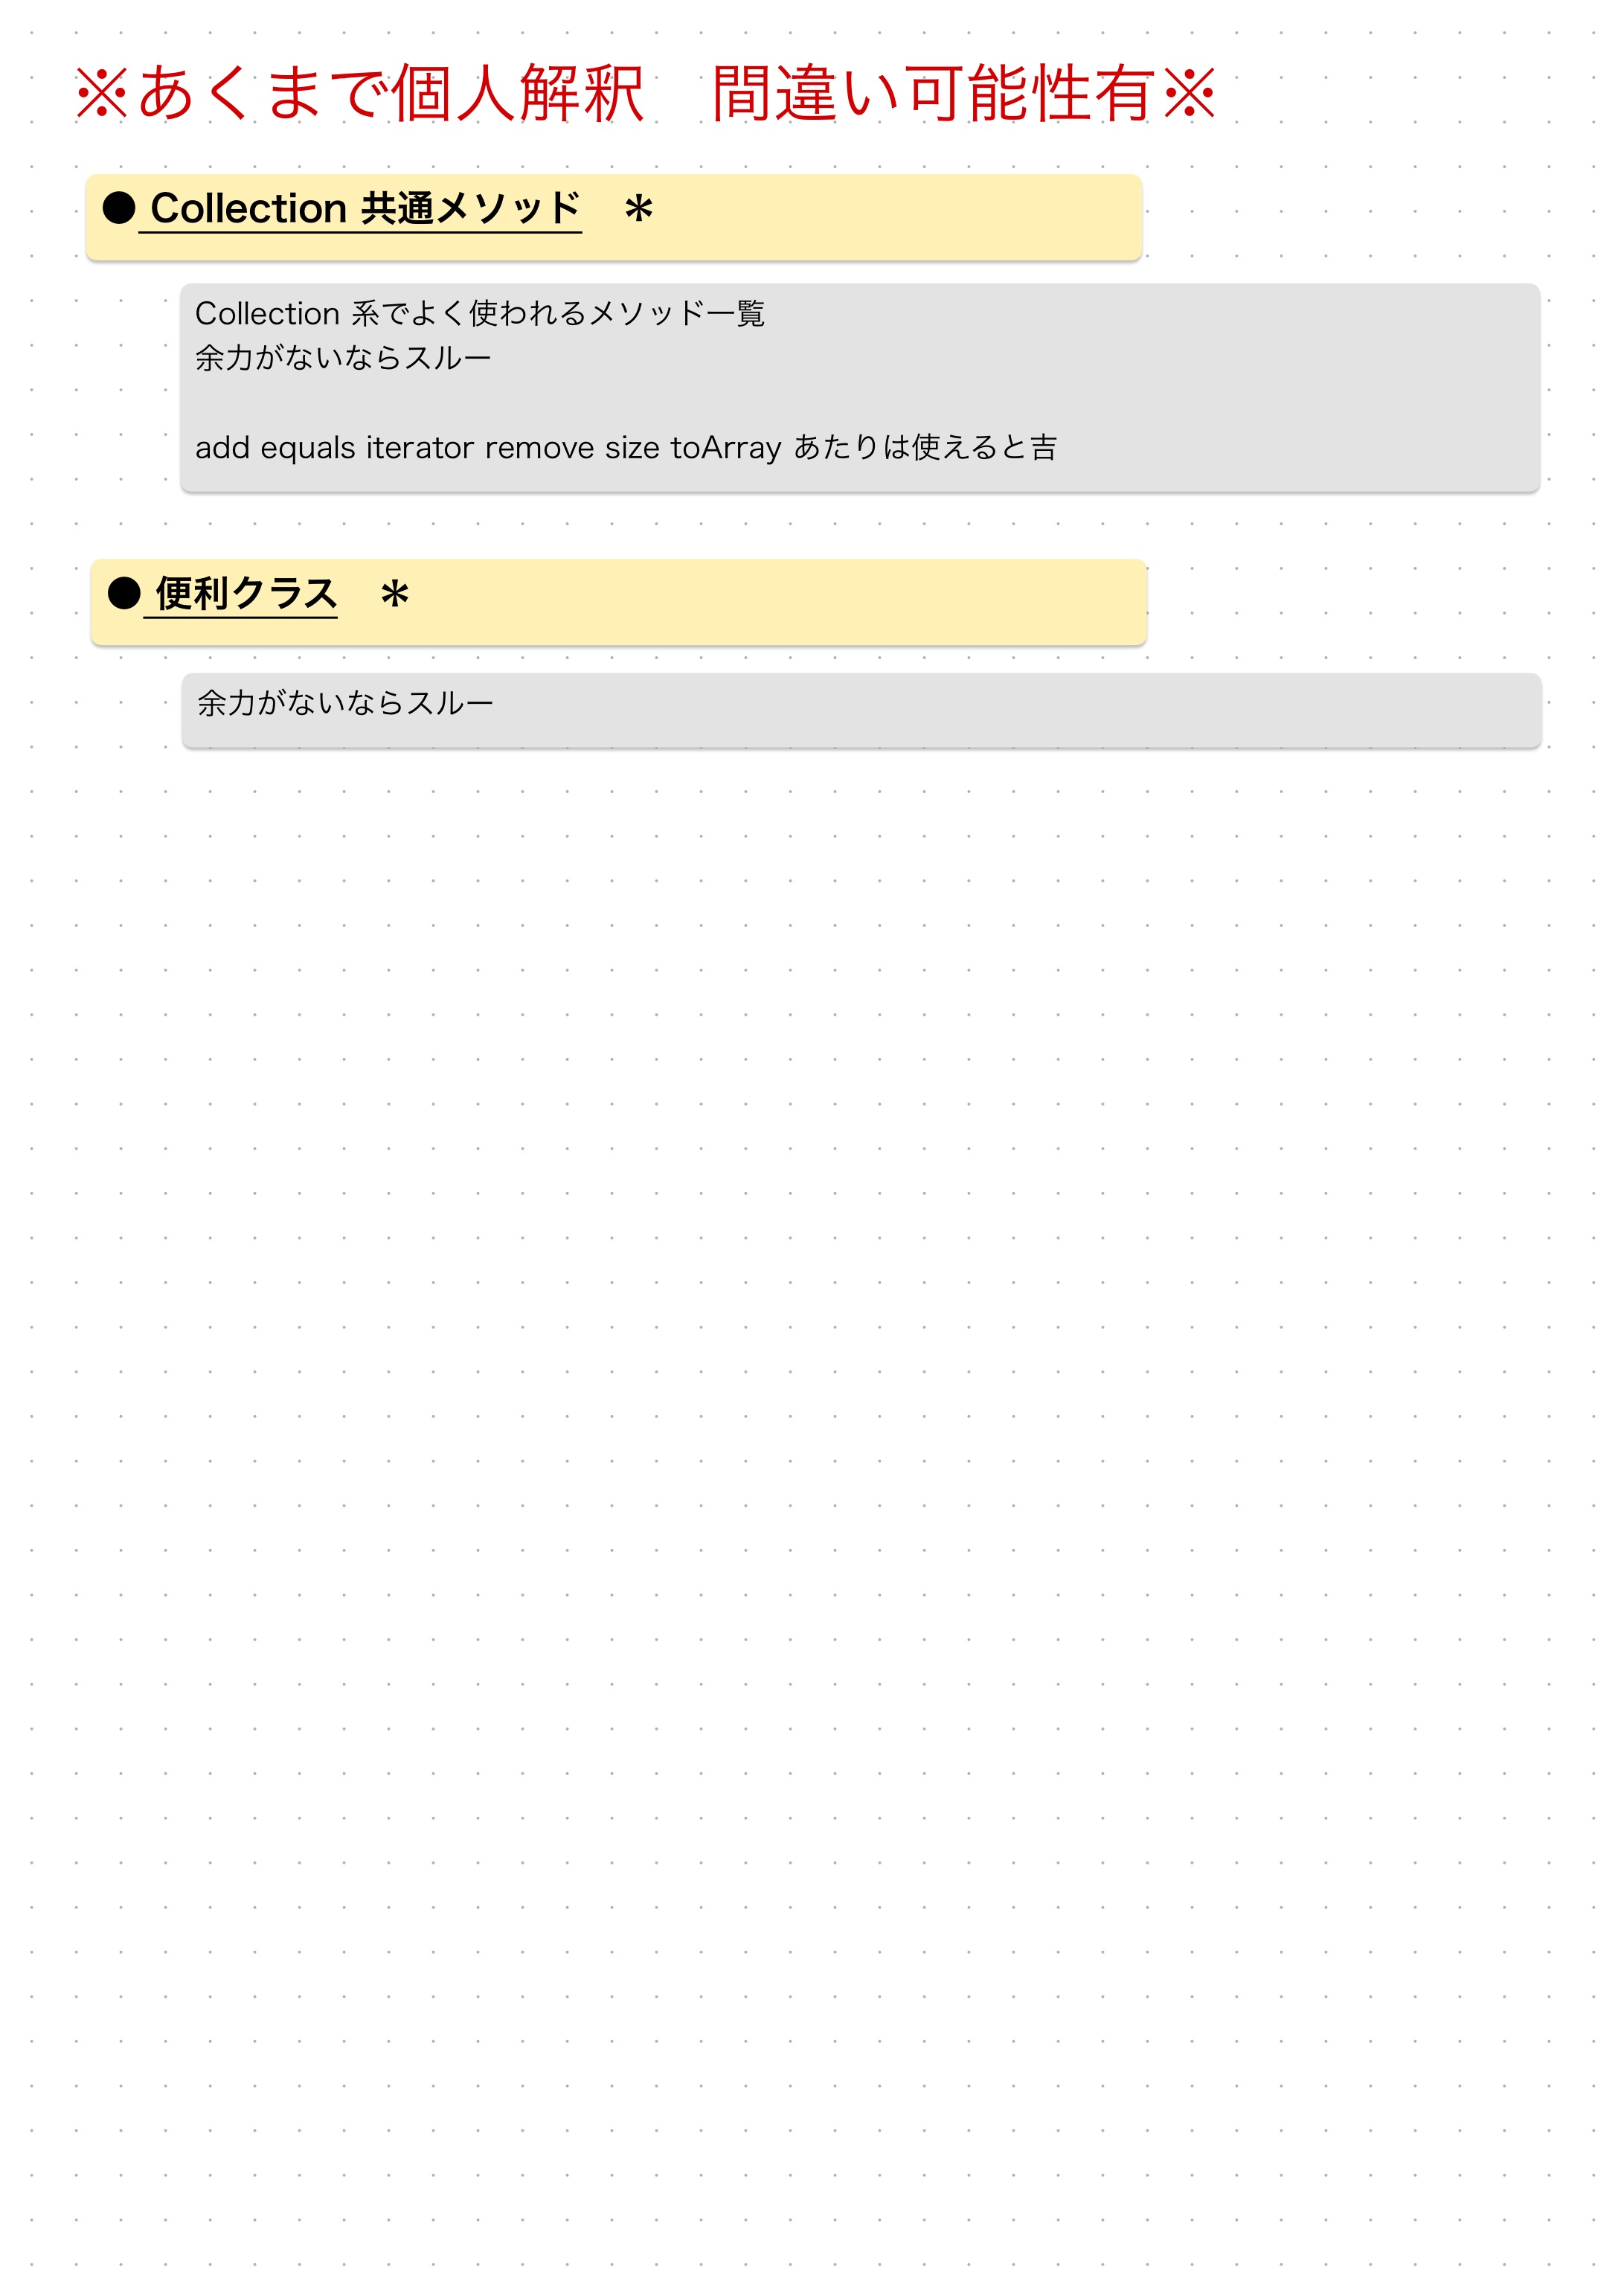 ※あくまで個人解釈　間違い可能性有※
● Collection 共通メソッド　*
Collection 系でよく使われるメソッド一覧
余力がないならスルー
add equals iterator remove size toArray あたりは使えると吉
● 便利クラス　*
余力がないならスルー